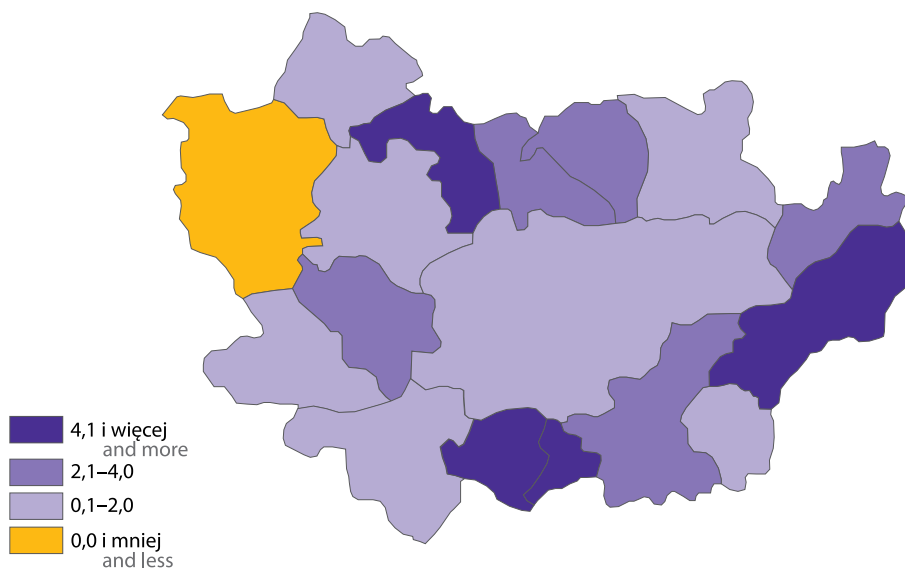 4,1 i więcej
and more
2,1–4,0
0,1–2,0
0,0 i mniej
and less